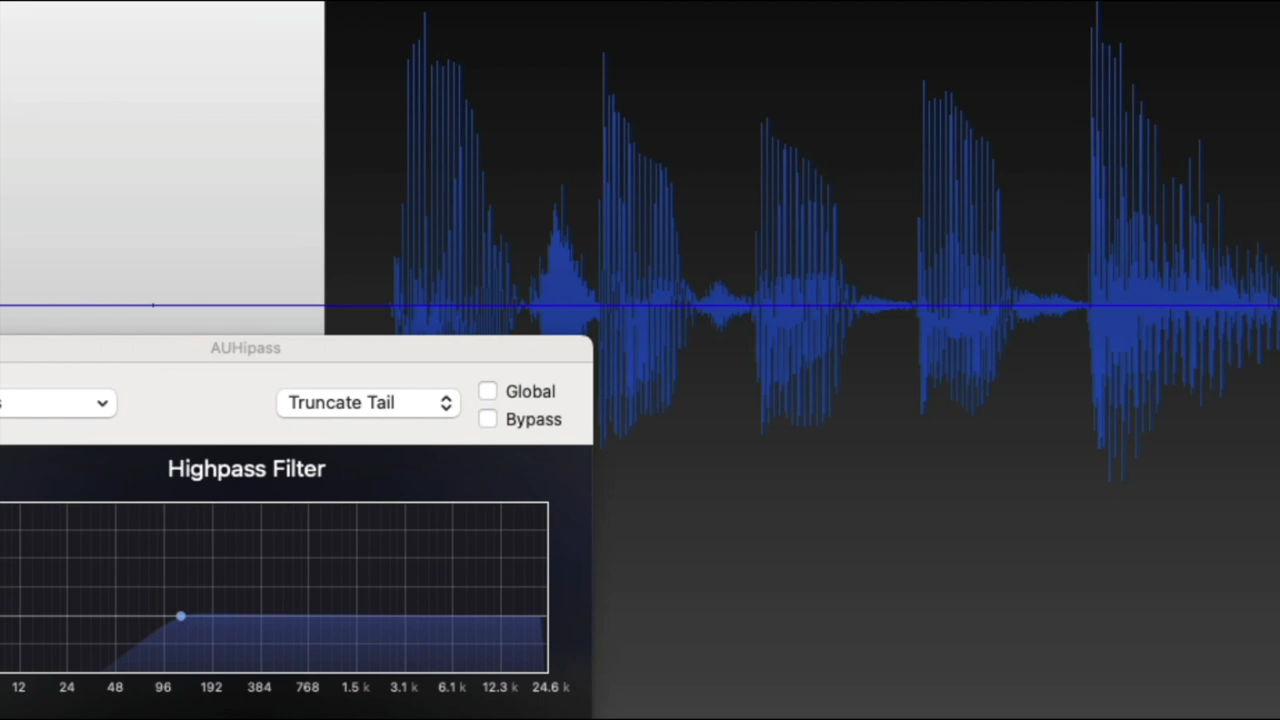 AUHipass
s
Truncate Tail
Global
Bypass
Highpass Filter
12 24 48 96 192 384 768 1.5 k 3.1 k 6.1 k 12.3 k 24.6 k